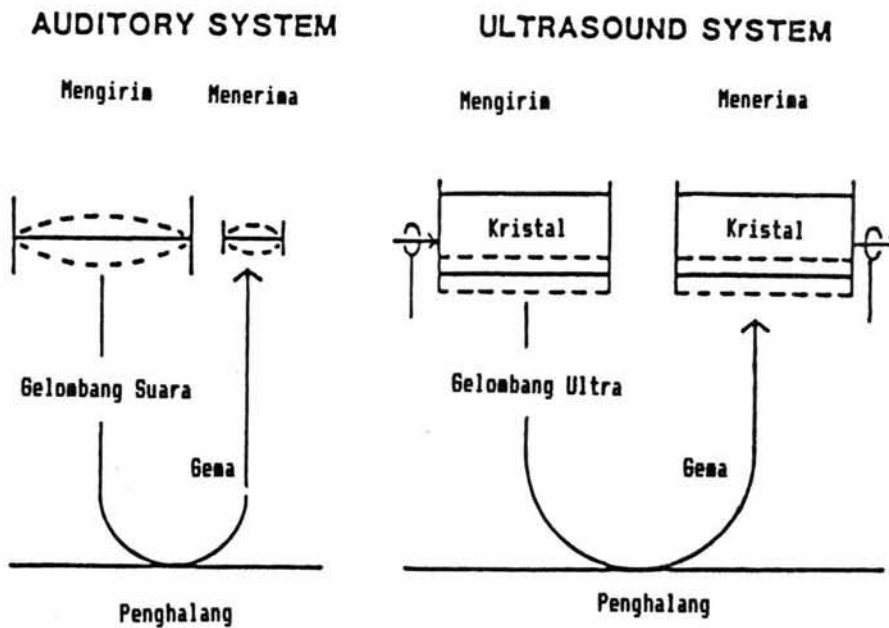 AUDITORY SYSTEM
Mengirim Menerima
Gelombang Suara
Gema
Penghalang
ULTRASOUND SYSTEM
Mengirim Menerima
Kristal Kristal
Gelombang Ultra
Gema
Penghalang